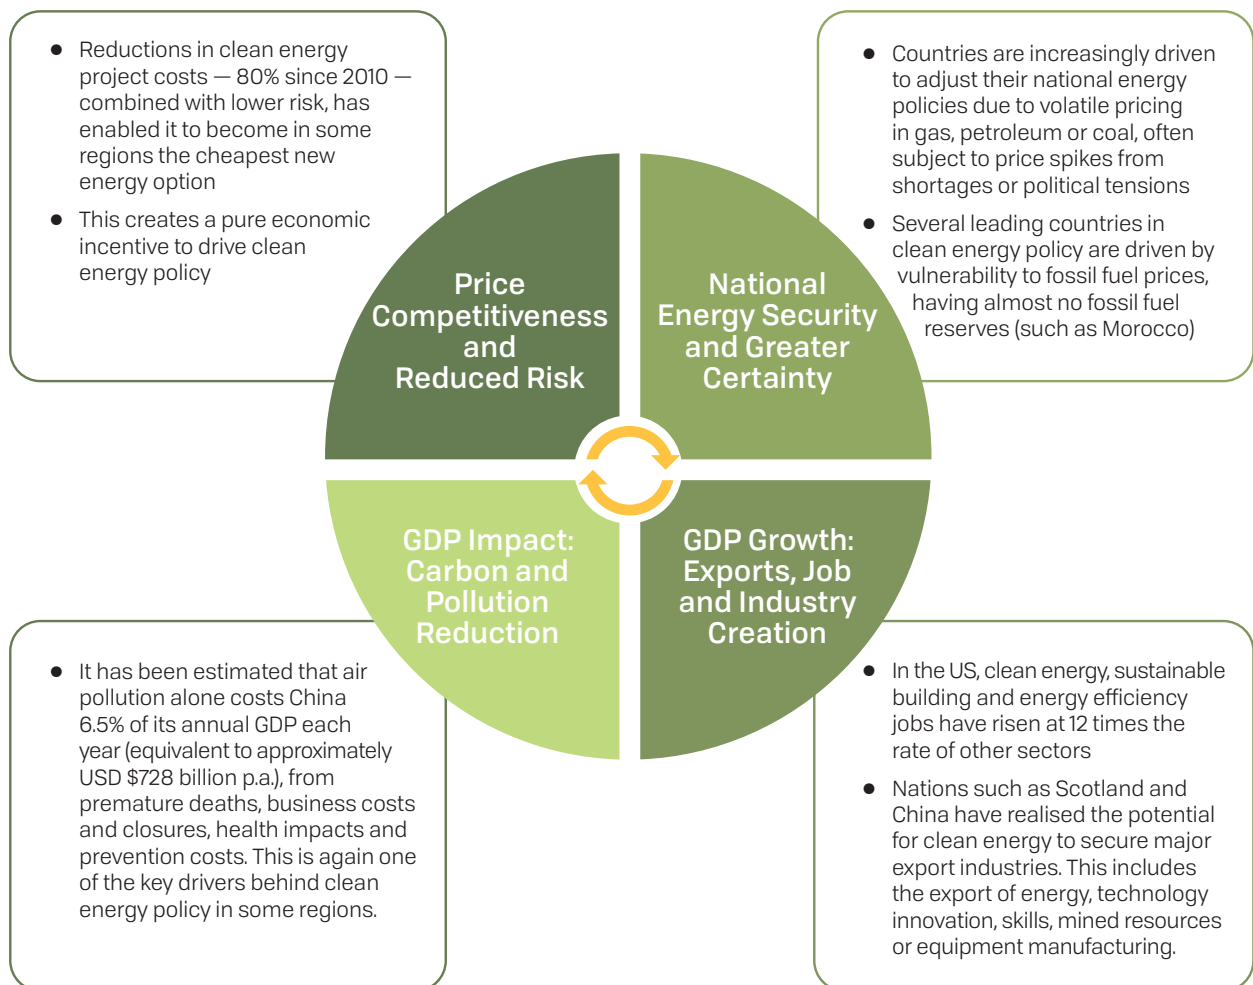 ● Reductions in clean energy
project costs — 80% since 2010 —
combined with lower risk, has
enabled it to become in some
regions the cheapest new
energy option
● This creates a pure economic
incentive to drive clean
energy policy
● Countries are increasingly driven
to adjust their national energy
policies due to volatile pricing
in gas, petroleum or coal, often
subject to price spikes from
shortages or political tensions
● Several leading countries in
clean energy policy are driven by
vulnerability to fossil fuel prices,
having almost no fossil fuel
reserves (such as Morocco)
Price
Competitiveness
and
Reduced Risk
National
Energy Security
and Greater
Certainty
GDP Impact:
Carbon and
Pollution
Reduction
GDP Growth:
Exports, Job
and Industry
Creation
● It has been estimated that air
pollution alone costs China
6.5% of its annual GDP each
year (equivalent to approximately
USD $728 billion p.a.), from
premature deaths, business costs
and closures, health impacts and
prevention costs. This is again one
of the key drivers behind clean
energy policy in some regions.
● In the US, clean energy, sustainable
building and energy efficiency
jobs have risen at 12 times the
rate of other sectors
● Nations such as Scotland and
China have realised the potential
for clean energy to secure major
export industries. This includes
the export of energy, technology
innovation, skills, mined resources
or equipment manufacturing.